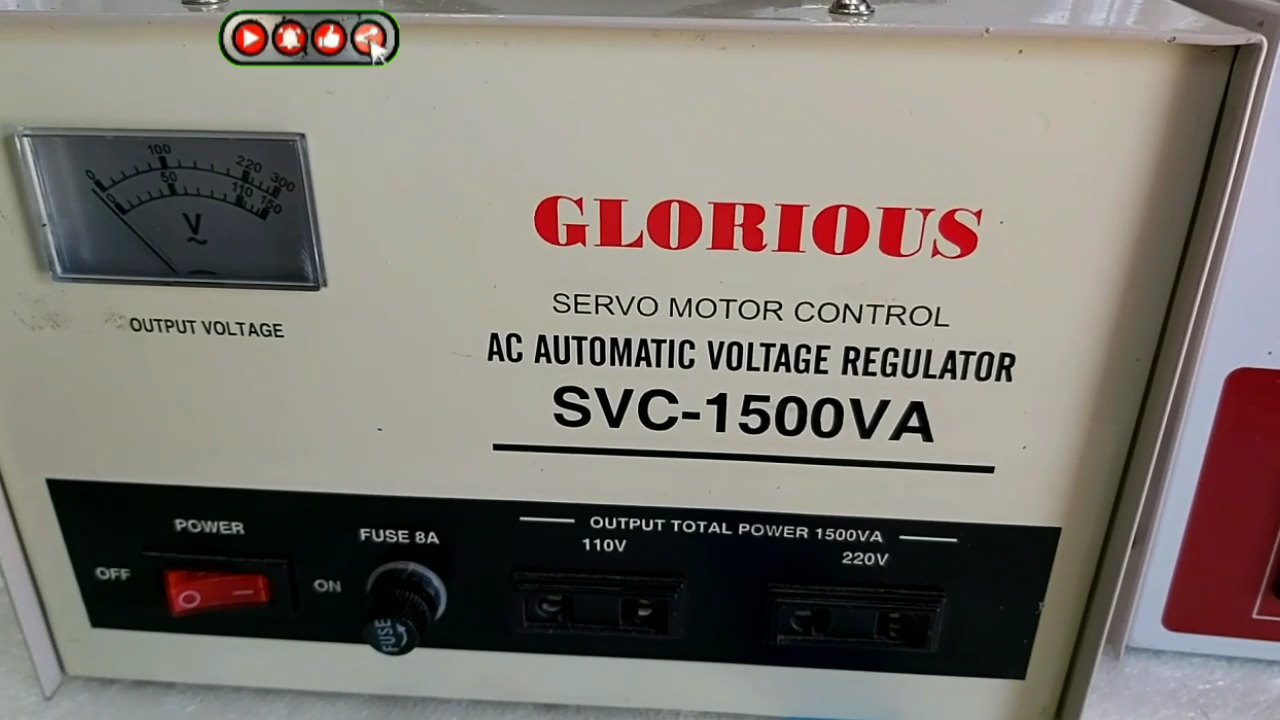 0 100 220 300
0 50 110 150
V
~
OUTPUT VOLTAGE
GLORIOUS
SERVO MOTOR CONTROL
AC AUTOMATIC VOLTAGE REGULATOR
SVC-1500VA
POWER
OFF
ON
FUSE 8A
FUSE
OUTPUT TOTAL POWER 1500VA
110V
220V